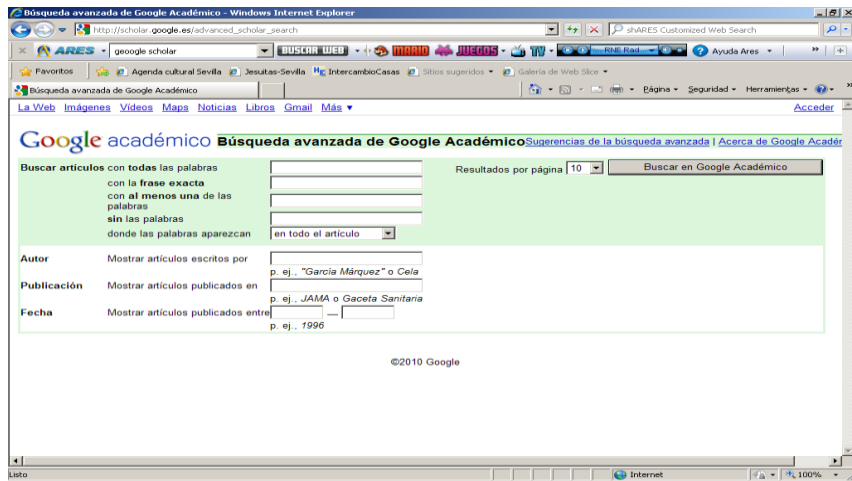 Búsqueda avanzada de Google Académico - Windows Internet Explorer
http://scholar.google.es/advanced_scholar_search
shARES Customized Web Search
ARES geoogle scholar BUSCAR WEB MARIO JUEGOS TV RNE Rad Ayuda Ares
Favoritos Agenda cultural Sevilla Jesuitas-Sevilla IntercambioCasas Sitios sugeridos Galería de Web Slice
Búsqueda avanzada de Google Académico Página Seguridad Herramientas
La Web Imágenes Vídeos Maps Noticias Libros Gmail Más ▼ Acceder
Google académico Búsqueda avanzada de Google Académico Sugerencias de la búsqueda avanzada | Acerca de Google Acadér
Buscar artículos con todas las palabras Resultados por página 10 Buscar en Google Académico
con la frase exacta
con al menos una de las
palabras
sin las palabras
donde las palabras aparezcan en todo el artículo
Autor Mostrar artículos escritos por
p. ej., "García Márquez" o Cela
Publicación Mostrar artículos publicados en
p. ej., JAMA o Gaceta Sanitaria
Fecha Mostrar artículos publicados entre —
p. ej., 1996
©2010 Google
Listo Internet 100%